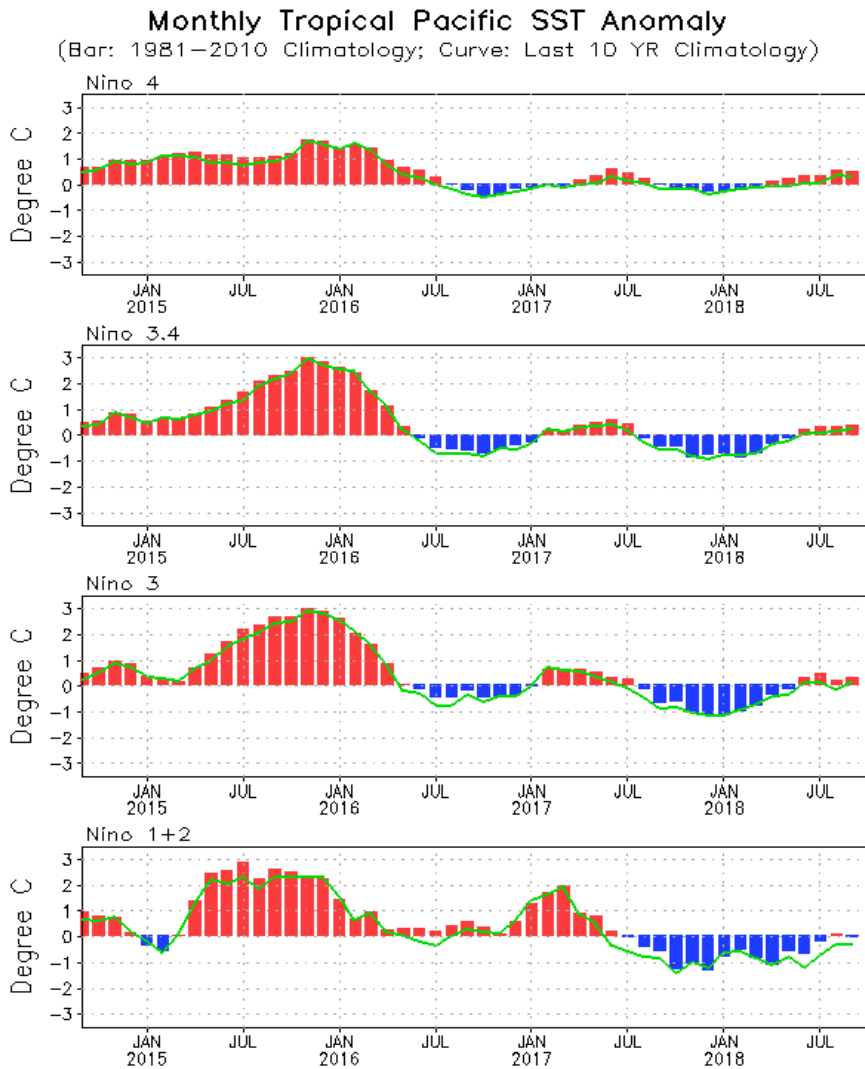 Monthly Tropical Pacific SST Anomaly
(Bar: 1981-2010 Climatology; Curve: Last 10 YR Climatology)
Nino 4
Degree C
3
2
1
0
-1
-2
-3
JAN JUL JAN JUL JAN JUL JAN JUL
2015 2016 2017 2018
Nino 3.4
Degree C
3
2
1
0
-1
-2
-3
JAN JUL JAN JUL JAN JUL JAN JUL
2015 2016 2017 2018
Nino 3
Degree C
3
2
1
0
-1
-2
-3
JAN JUL JAN JUL JAN JUL JAN JUL
2015 2016 2017 2018
Nino 1+2
Degree C
3
2
1
0
-1
-2
-3
JAN JUL JAN JUL JAN JUL JAN JUL
2015 2016 2017 2018